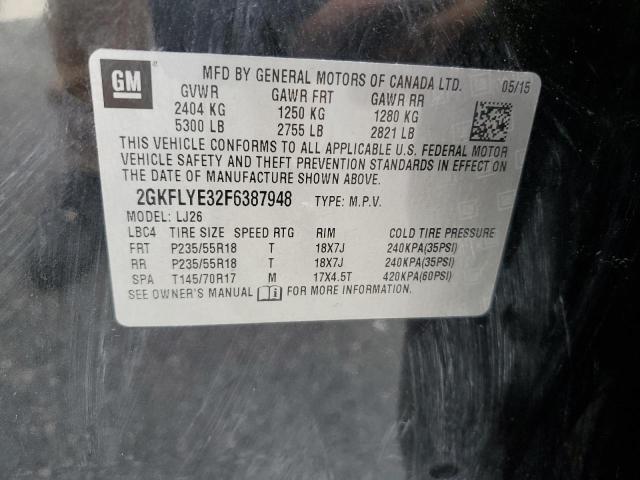 GM
MFD BY GENERAL MOTORS OF CANADA LTD. 05/15
GVWR GAWR FRT GAWR RR
2404 KG 1250 KG 1280 KG
5300 LB 2755 LB 2821 LB
THIS VEHICLE CONFORMS TO ALL APPLICABLE U.S. FEDERAL MOTOR
VEHICLE SAFETY AND THEFT PREVENTION STANDARDS IN EFFECT ON
THE DATE OF MANUFACTURE SHOWN ABOVE.
2GKFLYE32F6387948 TYPE: M.P.V.
MODEL: LJ26
LBC4 TIRE SIZE SPEED RTG RIM COLD TIRE PRESSURE
FRT P235/55R18 T 18X7J 240KPA(35PSI)
RR P235/55R18 T 18X7J 240KPA(35PSI)
SPA T145/70R17 M 17X4.5T 420KPA(60PSI)
SEE OWNER'S MANUAL FOR MORE INFORMATION.